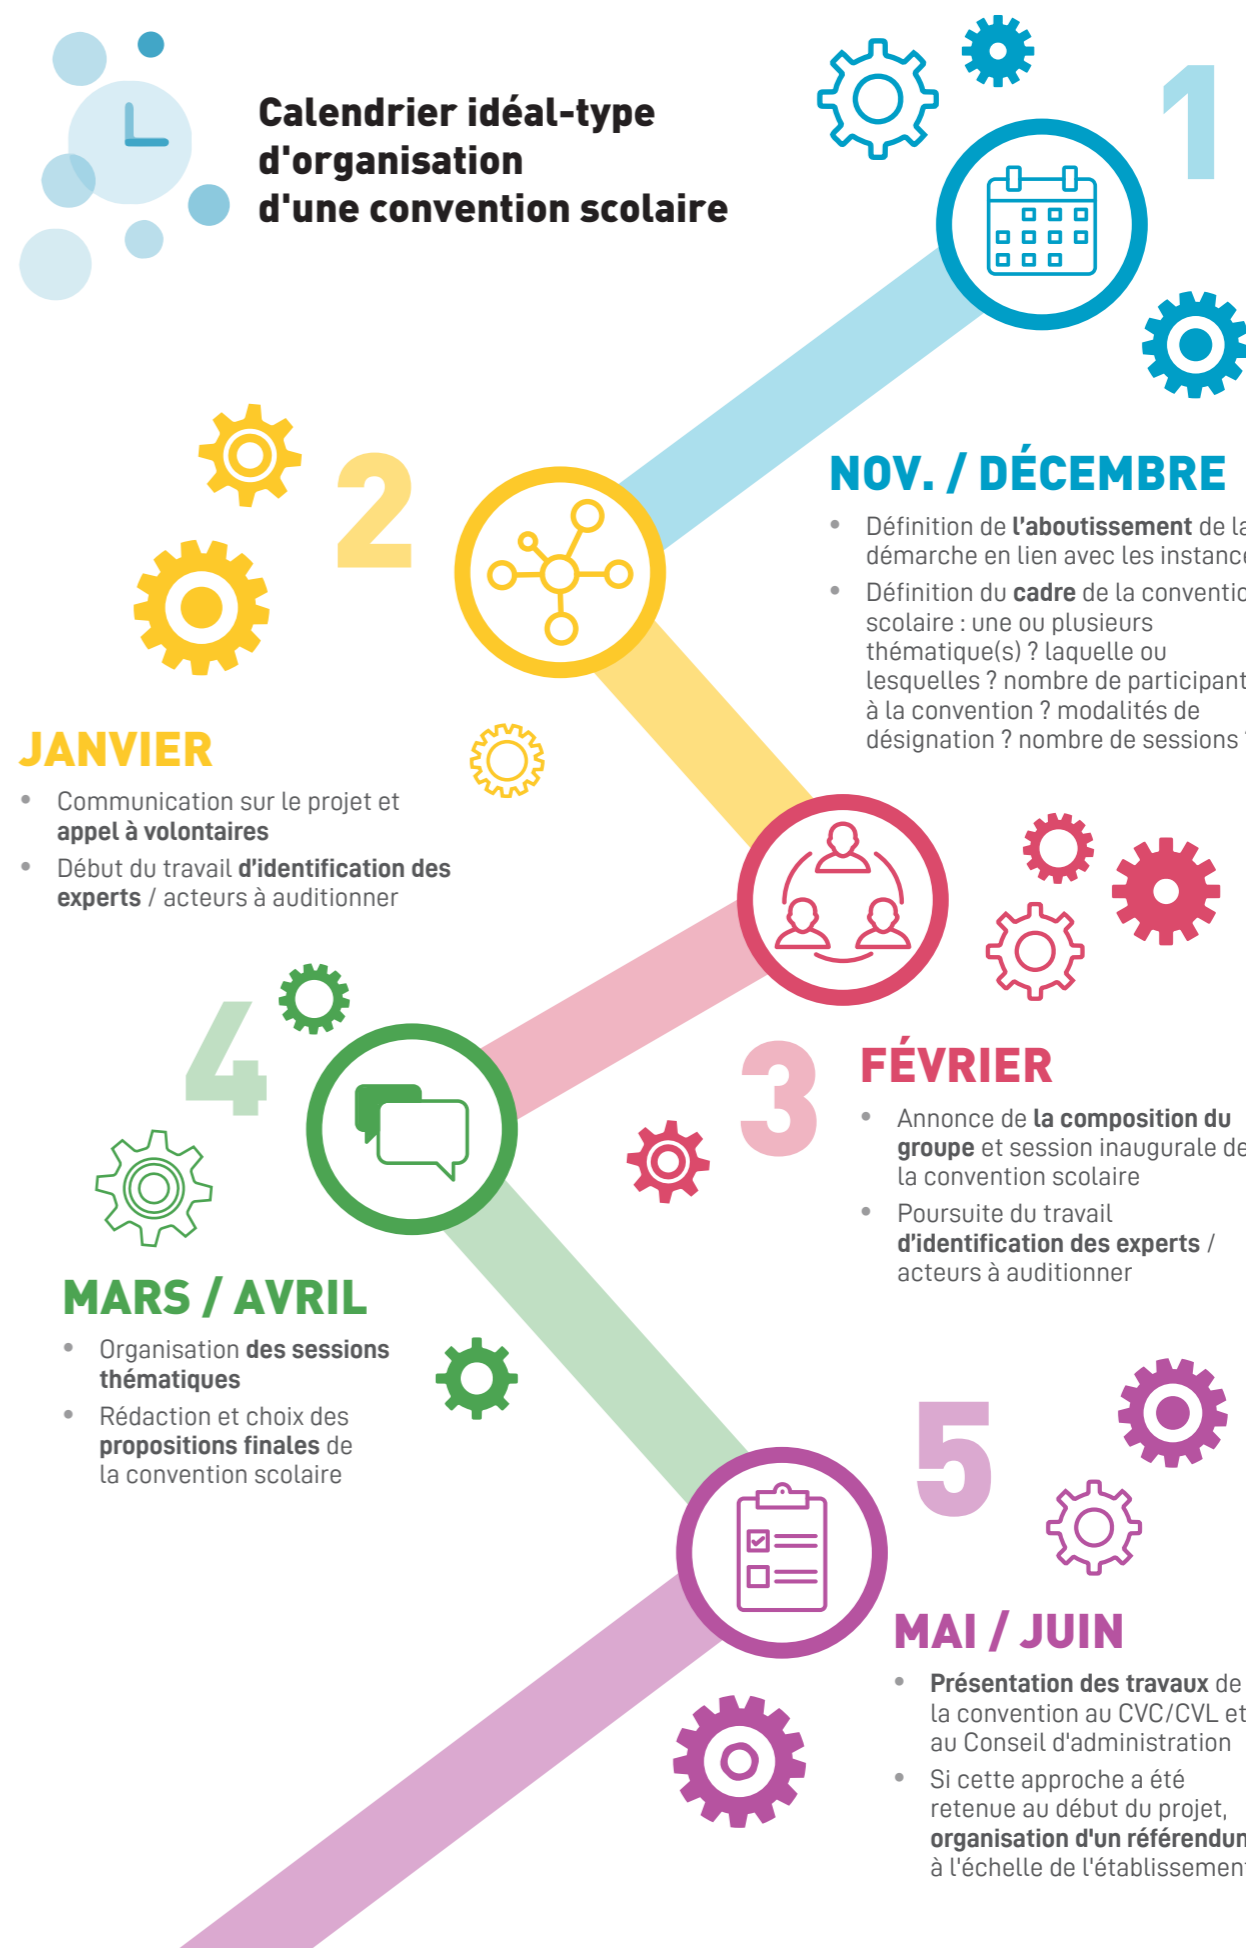 Calendrier idéal-type
d'organisation
d'une convention scolaire
1
NOV. / DÉCEMBRE
• Définition de l'aboutissement de la
démarche en lien avec les instance
• Définition du cadre de la conventio
scolaire : une ou plusieurs
thématique(s) ? laquelle ou
lesquelles ? nombre de participant
à la convention ? modalités de
désignation ? nombre de sessions ?
2
JANVIER
• Communication sur le projet et
appel à volontaires
• Début du travail d'identification des
experts / acteurs à auditionner
3
FÉVRIER
• Annonce de la composition du
groupe et session inaugurale de
la convention scolaire
• Poursuite du travail
d'identification des experts /
acteurs à auditionner
4
MARS / AVRIL
• Organisation des sessions
thématiques
• Rédaction et choix des
propositions finales de
la convention scolaire
5
MAI / JUIN
• Présentation des travaux de
la convention au CVC/CVL et
au Conseil d'administration
• Si cette approche a été
retenue au début du projet,
organisation d'un référendum
à l'échelle de l'établissement